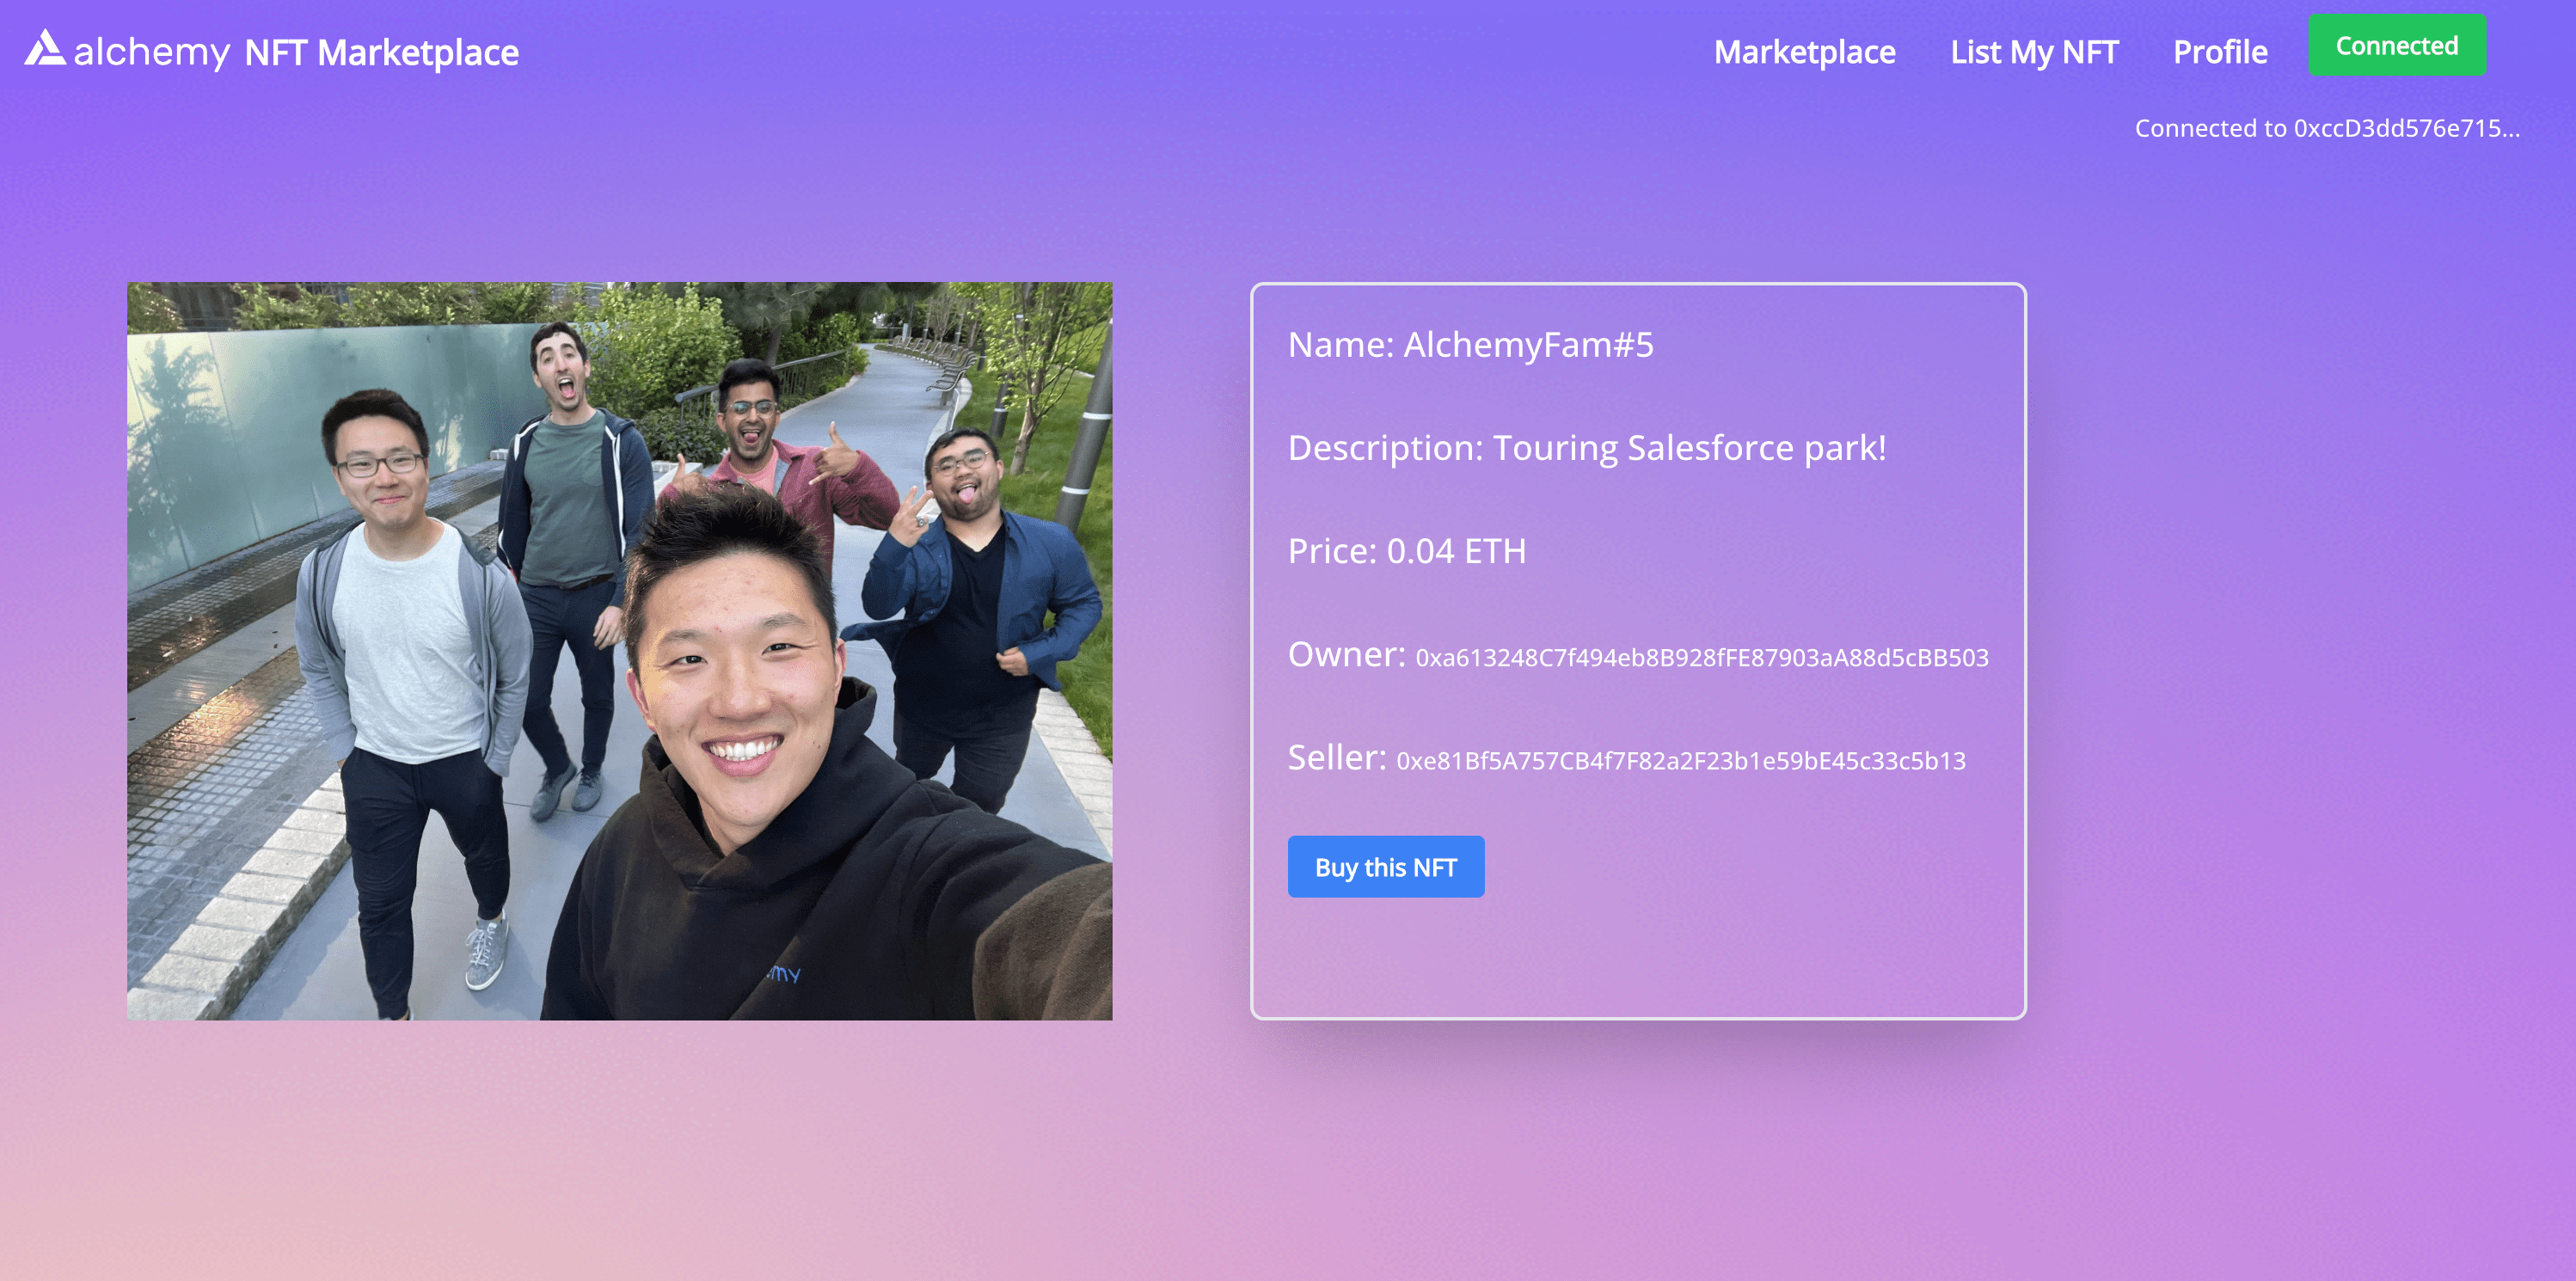 alchemy NFT Marketplace
Marketplace List My NFT Profile Connected
Connected to 0xccD3dd576e715...
Name: AlchemyFam#5
Description: Touring Salesforce park!
Price: 0.04 ETH
Owner: 0xa613248C7f494eb8B928fFE87903aA88d5cBB503
Seller: 0xe81Bf5A757CB4f7F82a2F23b1e59bE45c33c5b13
Buy this NFT
my